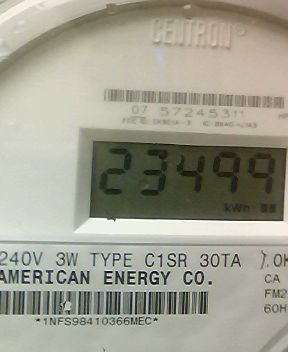 CENTRON®
07 57245311
23499
kWh
240V 3W TYPE C1SR 30TA
AMERICAN ENERGY CO.
CA
FM2
60H
*1NFS98410366MEC*